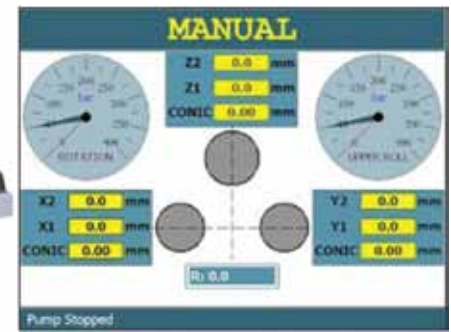 MANUAL
Z2 0.0 mm
Z1 0.0 mm
CONIC 0.00 mm
200
bar
ROTATION
200
bar
UPPER ROLL
X2 0.0 mm
X1 0.0 mm
CONIC 0.00 mm
Y2 0.0 mm
Y1 0.0 mm
CONIC 0.00 mm
R: 0.0
Pump Stopped